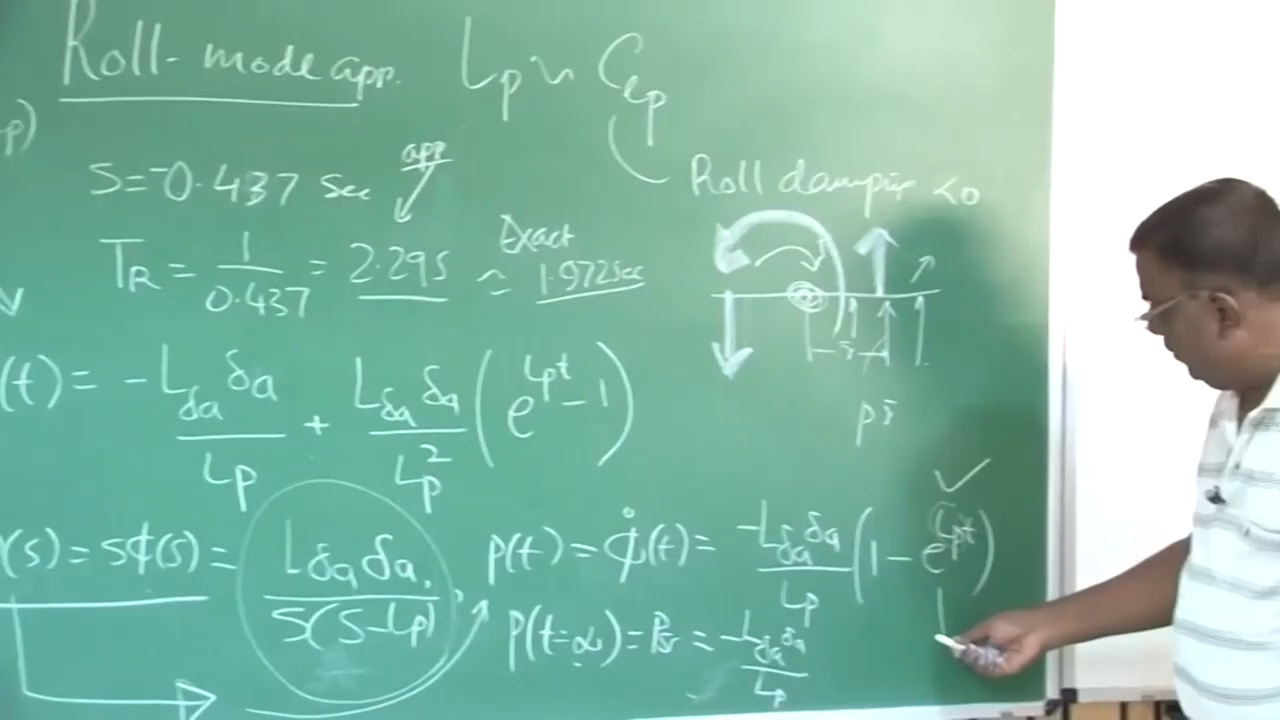 Roll-mode app. Lp ~ Cℓp
p)
S = -0.437 sec
app
Roll damping <0
TR = 1/0.437 = 2.295 ≃ 1.972sec
Exact
(t) = -Lδa δa/Lp + Lδa δa/Lp² (e^Lpt - 1)
p ȳ
(s) = sϕ(s) = Lδa δa/s(s-Lp), p(t) = ϕ̇(t) = -Lδa δa/Lp (1 - e^Lpt)
p(t=α) = Pss = -Lδa δa/Lp